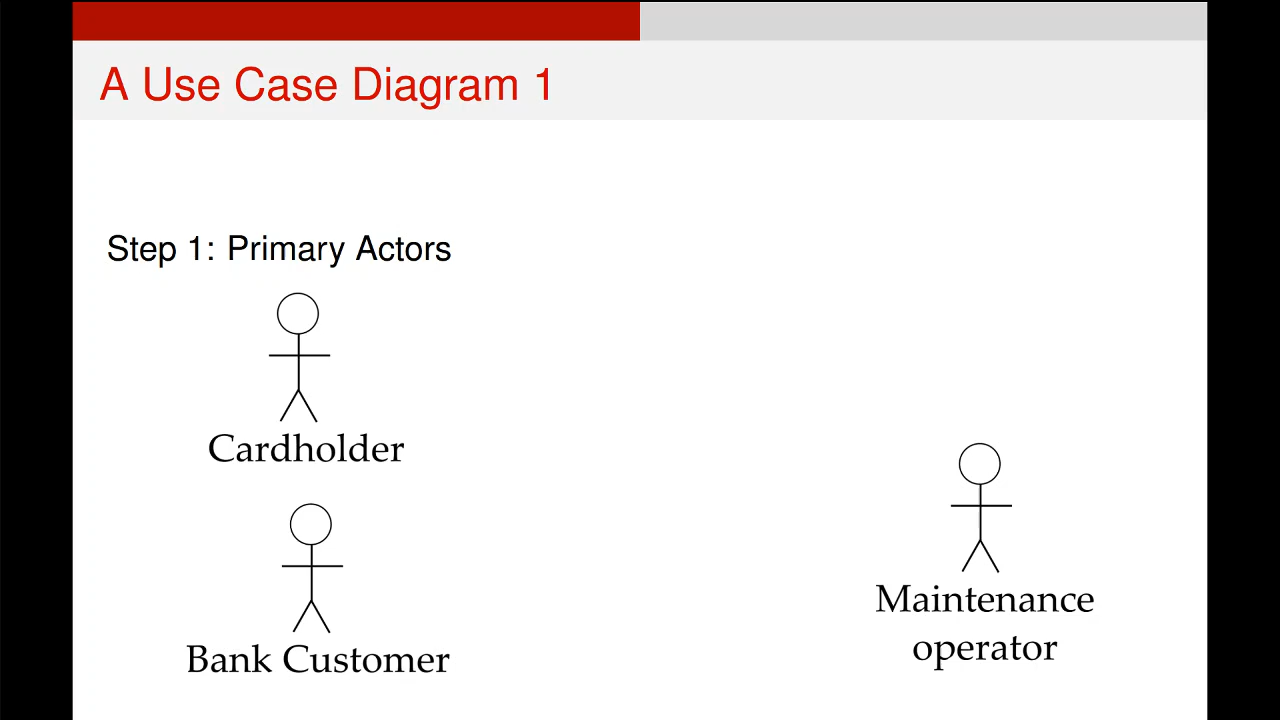 A Use Case Diagram 1
Step 1: Primary Actors
Cardholder
Bank Customer
Maintenance
operator